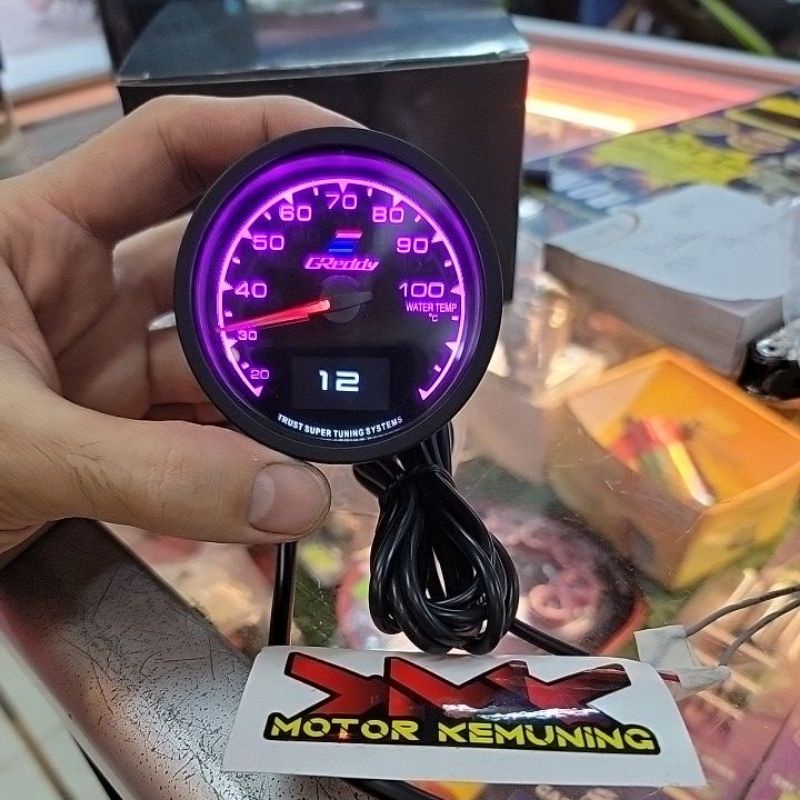 70
60 80
50 90
GReddy
40 100
WATER TEMP
°C
30
20
12
TRUST SUPER TUNING SYSTEMS
MOTOR KEMUNING